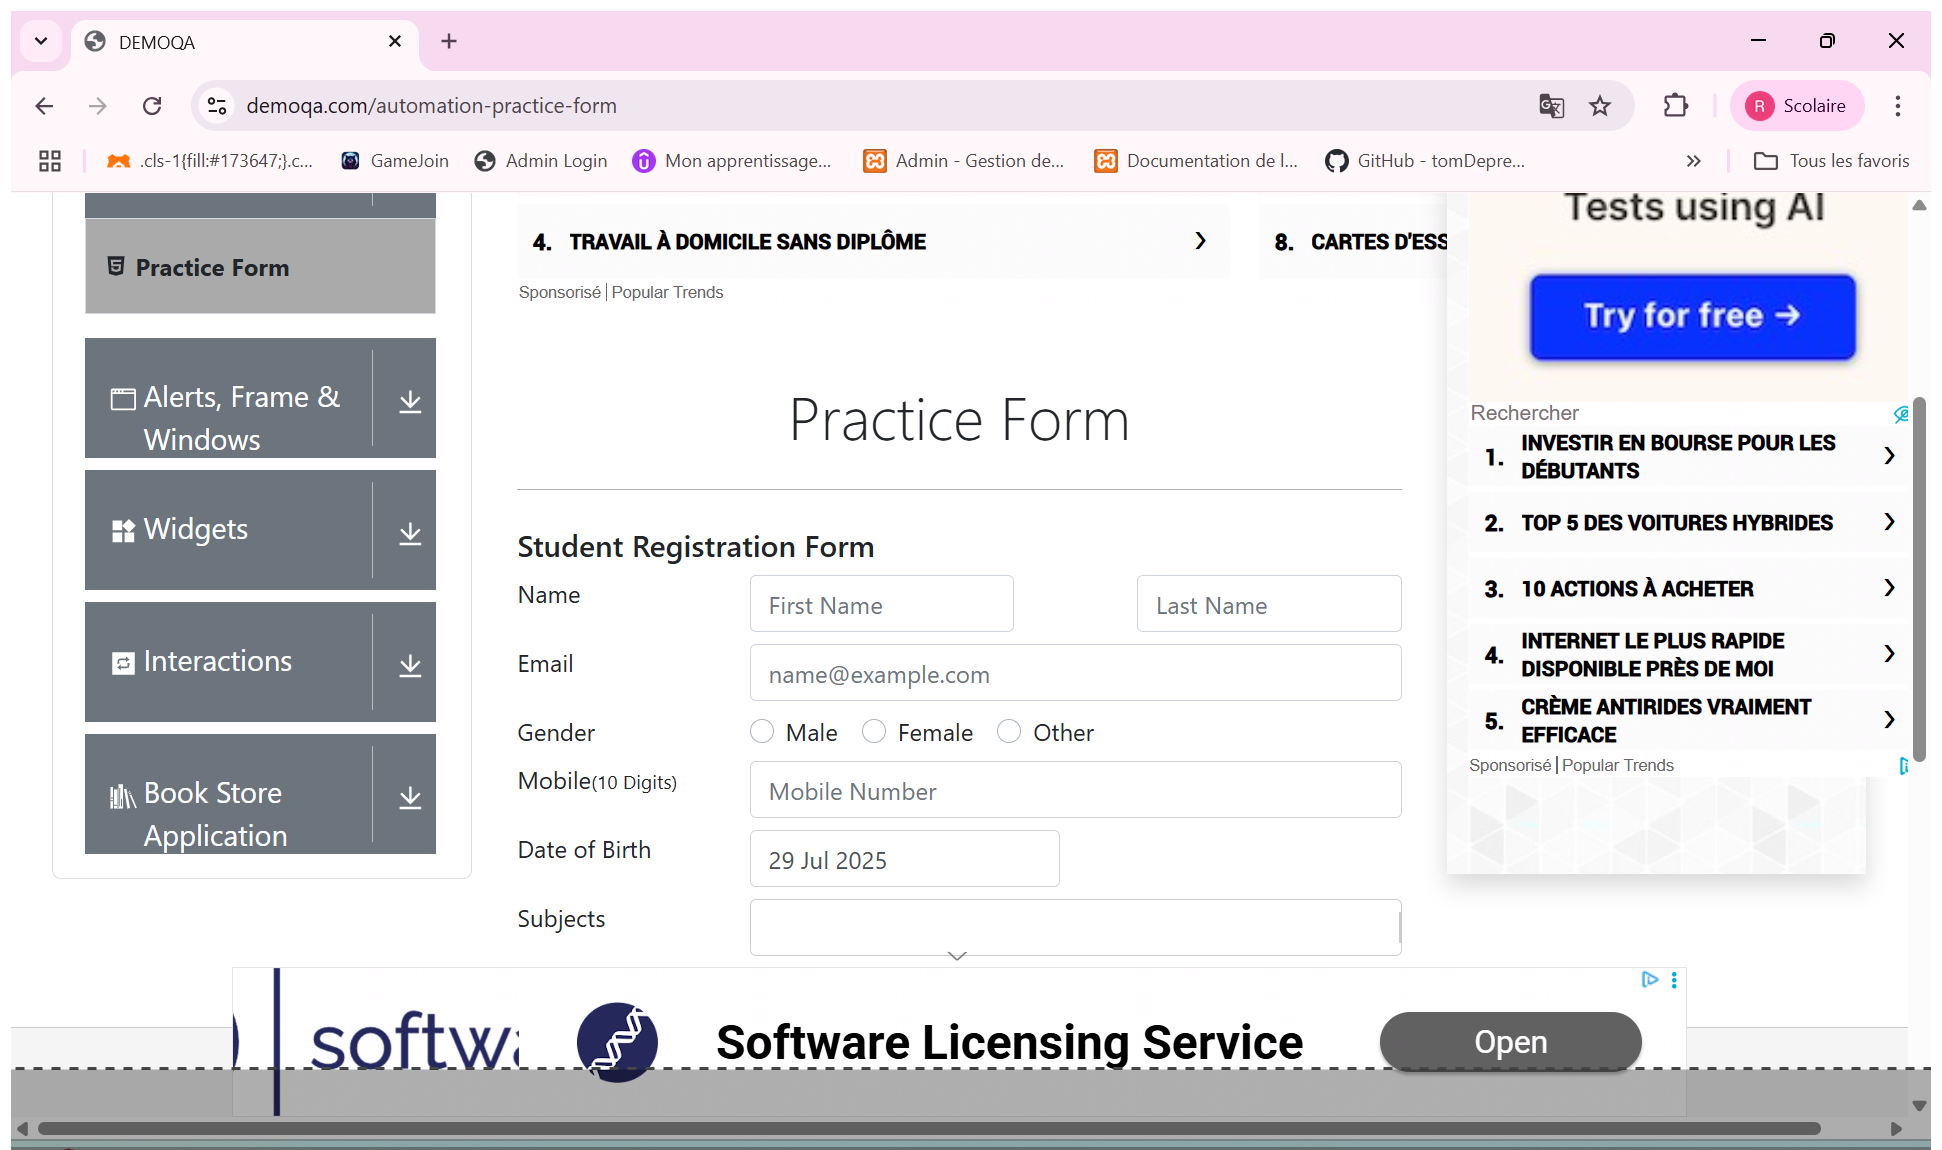 DEMOQA
demoqa.com/automation-practice-form
R Scolaire
.cls-1{fill:#173647;}.c...
GameJoin
Admin Login
Mon apprentissage...
Admin - Gestion de...
Documentation de l...
GitHub - tomDepre...
Tous les favoris
Practice Form
Alerts, Frame &
Windows
Widgets
Interactions
Book Store
Application
4. TRAVAIL À DOMICILE SANS DIPLÔME
8. CARTES D'ESS
Sponsorisé | Popular Trends
Practice Form
Student Registration Form
Name
First Name
Last Name
Email
name@example.com
Gender
Male
Female
Other
Mobile(10 Digits)
Mobile Number
Date of Birth
29 Jul 2025
Subjects
Tests using AI
Try for free →
Rechercher
1. INVESTIR EN BOURSE POUR LES
DÉBUTANTS
2. TOP 5 DES VOITURES HYBRIDES
3. 10 ACTIONS À ACHETER
4. INTERNET LE PLUS RAPIDE
DISPONIBLE PRÈS DE MOI
5. CRÈME ANTIRIDES VRAIMENT
EFFICACE
Sponsorisé | Popular Trends
softw
Software Licensing Service
Open